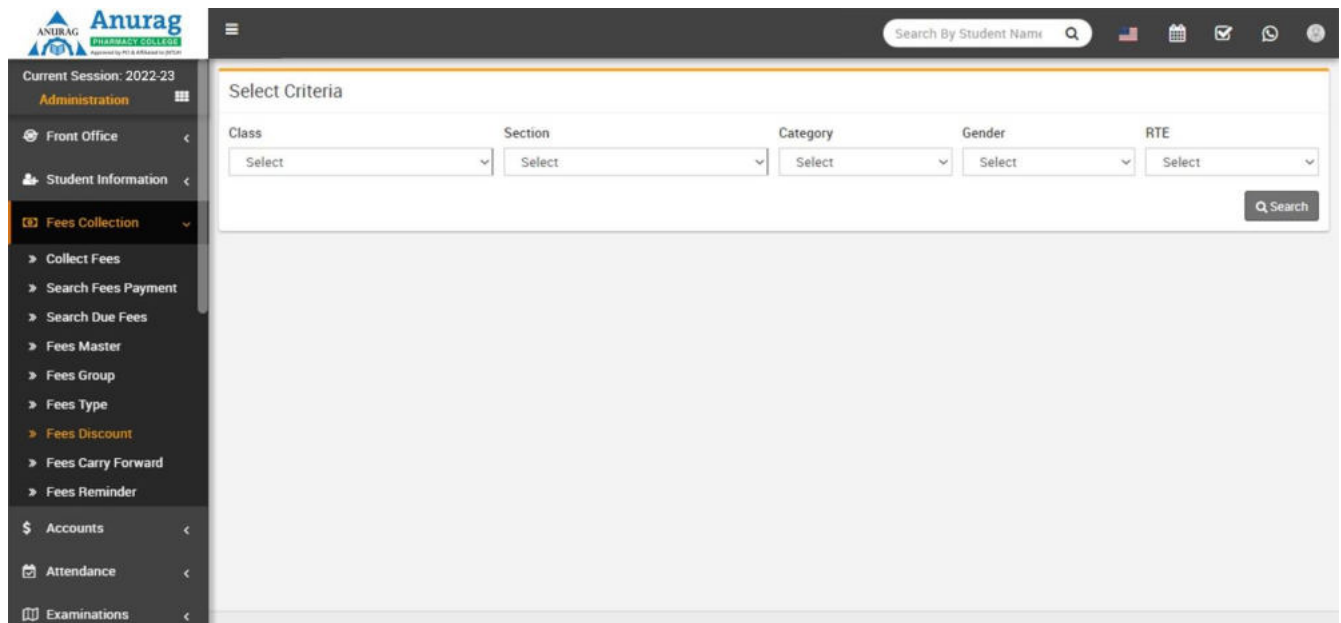 Anurag
ANURAG
PHARMACY COLLEGE
Search By Student Name
Current Session: 2022-23
Administration
Front Office
Student Information
Fees Collection
Collect Fees
Search Fees Payment
Search Due Fees
Fees Master
Fees Group
Fees Type
Fees Discount
Fees Carry Forward
Fees Reminder
$ Accounts
Attendance
Examinations
Select Criteria
Class Section Category Gender RTE
Select Select Select Select Select
Search